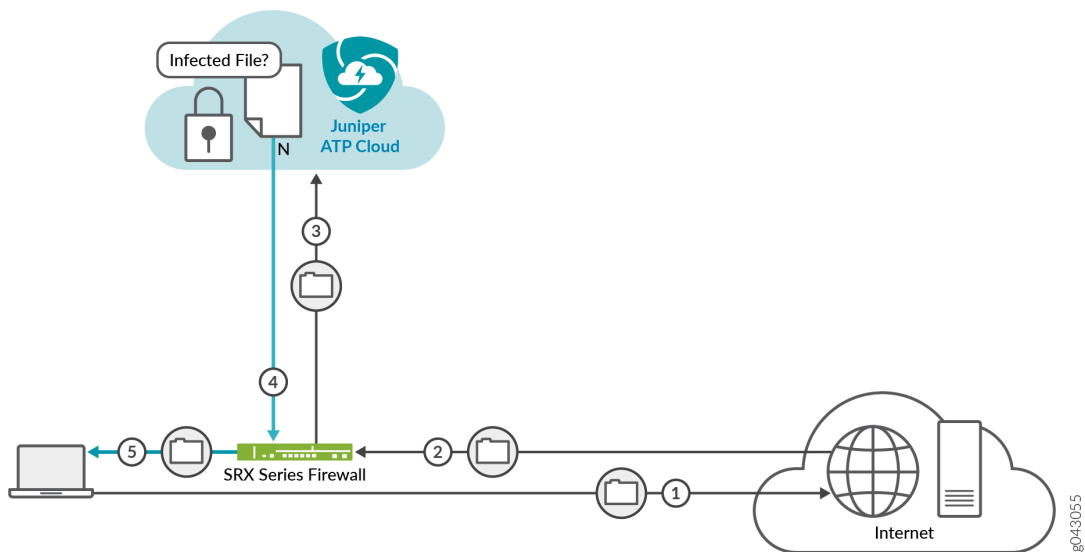 Infected File?
Juniper
ATP Cloud
N
3
4
5
2
SRX Series Firewall
1
Internet
g043055